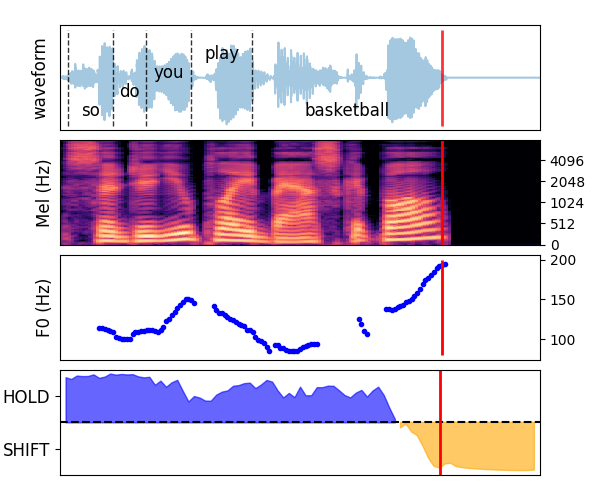 waveform
so
do
you
play
basketball
Mel (Hz)
4096
2048
1024
512
0
F0 (Hz)
200
150
100
HOLD
SHIFT